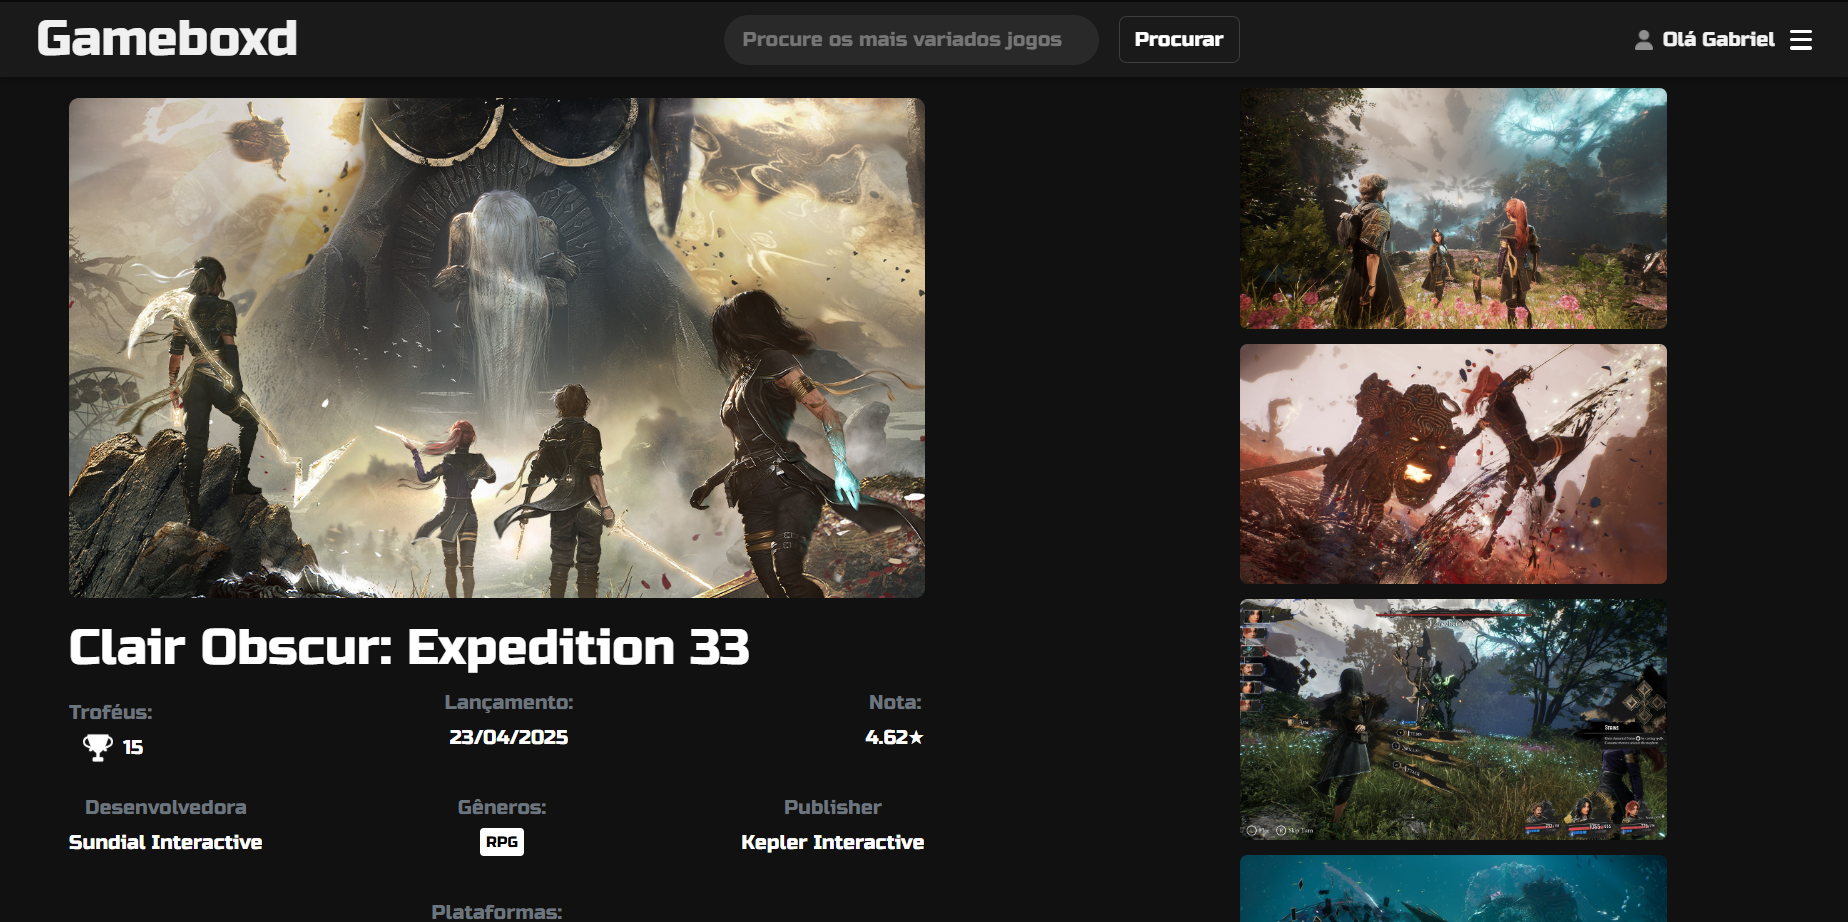 Gameboxd
Procure os mais variados jogos
Procurar
Olá Gabriel
Clair Obscur: Expedition 33
Troféus:
15
Lançamento:
23/04/2025
Nota:
4.62★
Desenvolvedora
Sundial Interactive
Gêneros:
RPG
Publisher
Kepler Interactive
Plataformas: